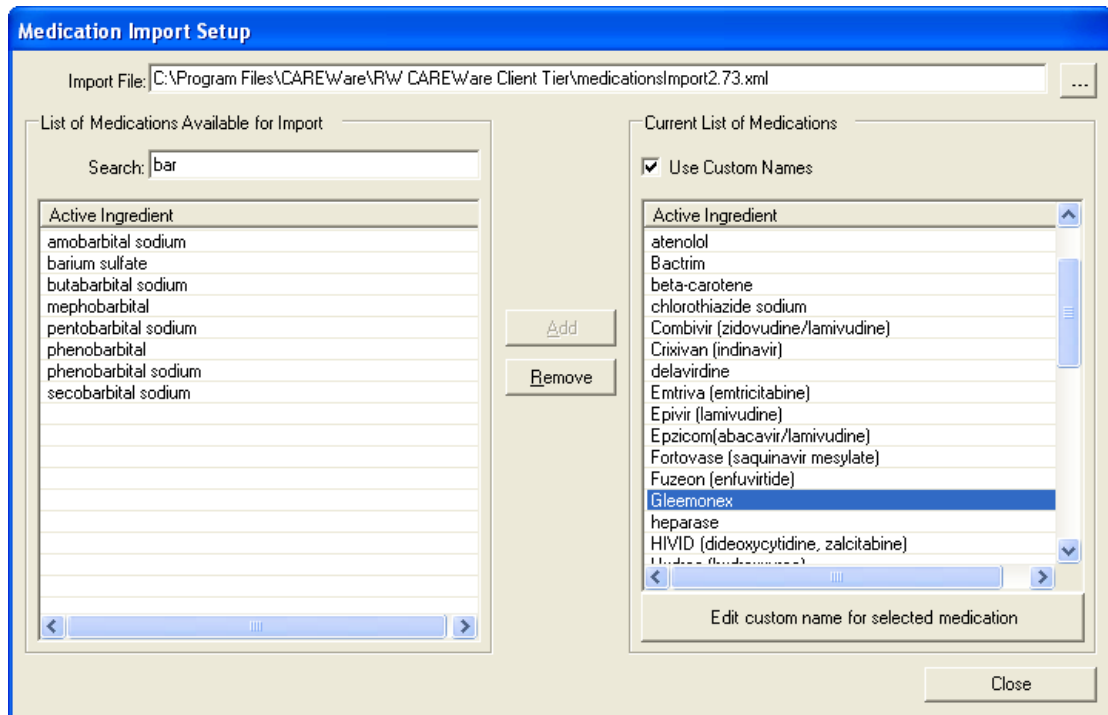 Medication Import Setup
Import File: C:\Program Files\CAREWare\RW CAREWare Client Tier\medicationsImport2.73.xml ...
List of Medications Available for Import
Search: bar
Active Ingredient
amobarbital sodium
barium sulfate
butabarbital sodium
mephobarbital
pentobarbital sodium
phenobarbital
phenobarbital sodium
secobarbital sodium
Add
Remove
Current List of Medications
Use Custom Names
Active Ingredient
atenolol
Bactrim
beta-carotene
chlorothiazide sodium
Combivir (zidovudine/lamivudine)
Crixivan (indinavir)
delavirdine
Emtriva (emtricitabine)
Epivir (lamivudine)
Epzicom(abacavir/lamivudine)
Fortovase (saquinavir mesylate)
Fuzeon (enfuvirtide)
Gleemonex
heparase
HIVID (dideoxycytidine, zalcitabine)
Edit custom name for selected medication
Close